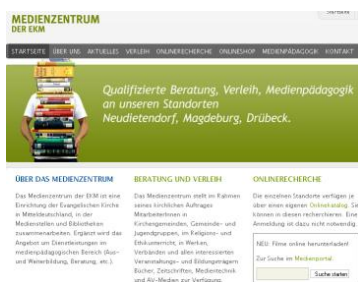 MEDIENZENTRUM
DER EKM
STARTSEITE ÜBER UNS AKTUELLES VERLEIH ONLINERECHERCHE ONLINESHOP MEDIENPÄDAGOGIK KONTAKT
Qualifizierte Beratung, Verleih, Medienpädagogik
an unseren Standorten
Neudietendorf, Magdeburg, Drübeck.
ÜBER DAS MEDIENZENTRUM
Das Medienzentrum der EKM ist eine
Einrichtung der Evangelischen Kirche
in Mitteldeutschland, in der
Medienstellen und Bibliotheken
zusammenarbeiten. Ergänzt wird das
Angebot um Dienstleistungen im
medienpädagogischen Bereich (Aus-
und Weiterbildung, Beratung, etc.).
BERATUNG UND VERLEIH
Das Medienzentrum stellt im Rahmen
seines kirchlichen Auftrages
MitarbeiterInnen in
Kirchengemeinden, Gemeinde- und
Jugendgruppen, im Religions- und
Ethikunterricht, in Werken,
Verbänden und allen interessierten
Veranstaltungs- und Bildungsträgern
Bücher, Zeitschriften, Medientechnik
und AV-Medien zur Verfügung.
ONLINERECHERCHE
Die einzelnen Standorte verfügen je
über einen eigenen Onlinekatalog. Sie
können in diesen recherchieren. Eine
Anmeldung ist dazu nicht notwendig.
NEU: Filme online herunterladen!
Zur Suche im Medienportal:
Suche starten